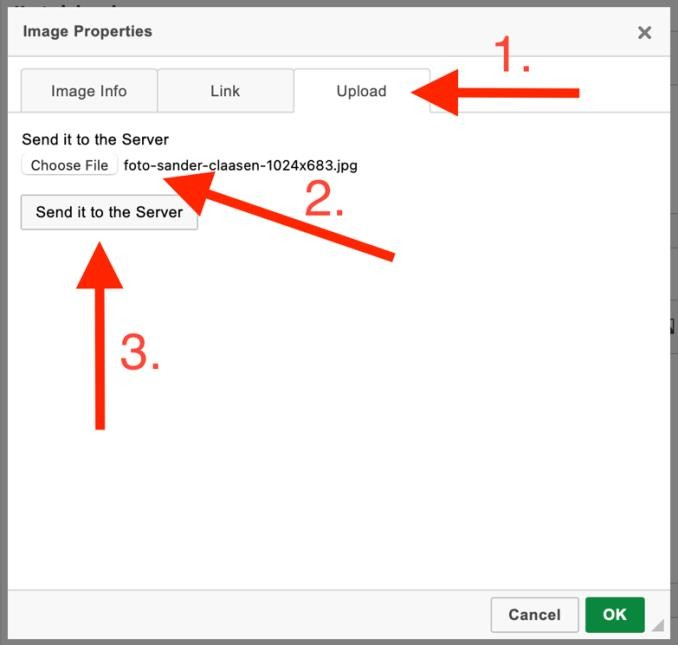 Image Properties
1.
Image Info Link Upload
Send it to the Server
Choose File foto-sander-claasen-1024x683.jpg
2.
Send it to the Server
3.
Cancel OK